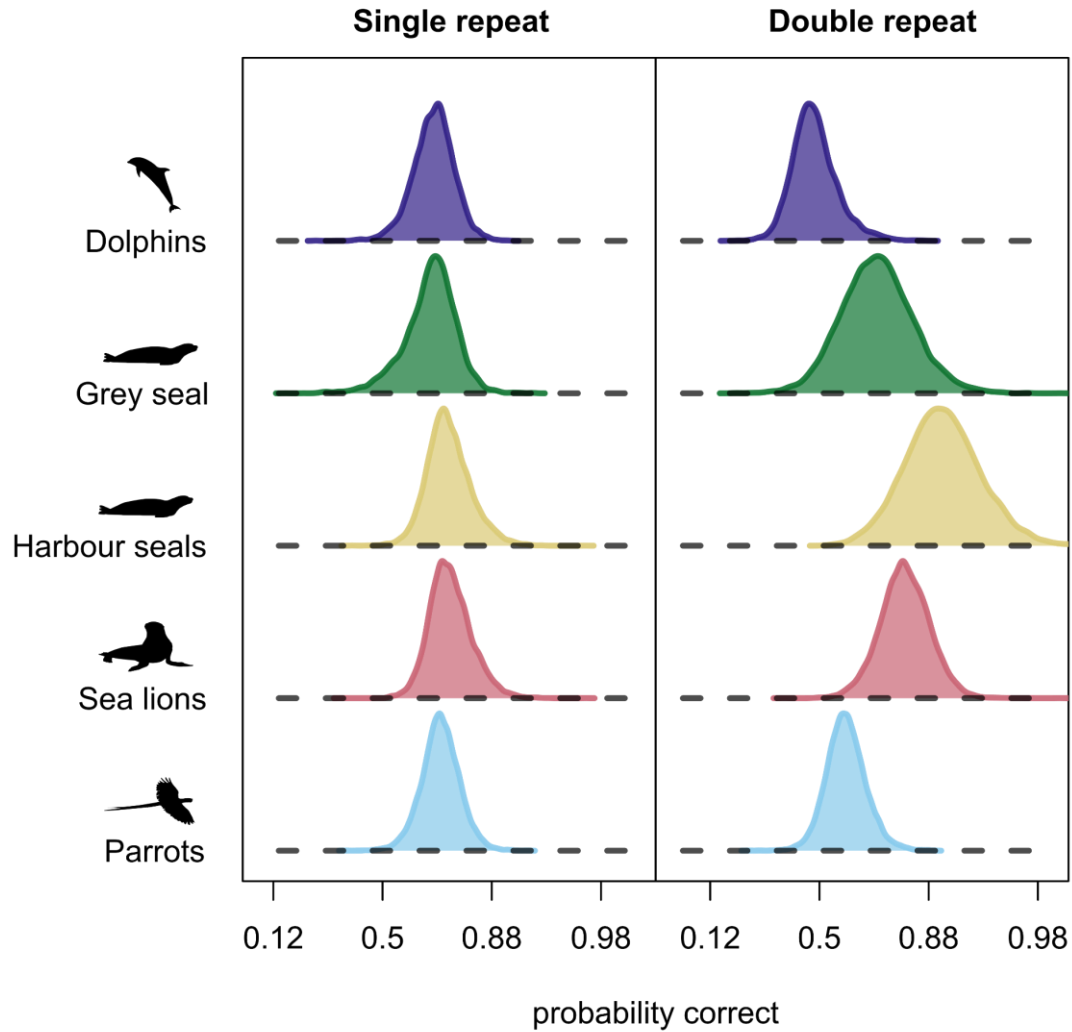 Single repeat
Double repeat
Dolphins
Grey seal
Harbour seals
Sea lions
Parrots
0.12 0.5 0.88 0.98 0.12 0.5 0.88 0.98
probability correct